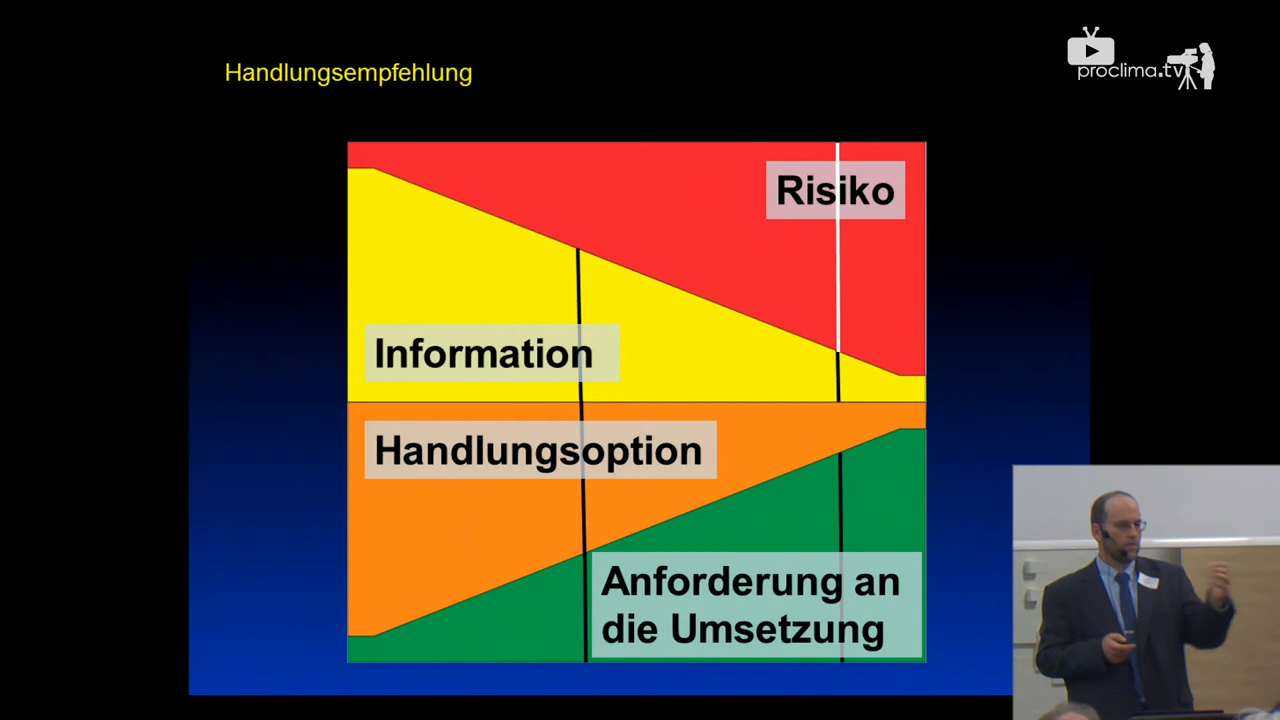 Handlungsempfehlung
proclima.tv
Risiko
Information
Handlungsoption
Anforderung an
die Umsetzung